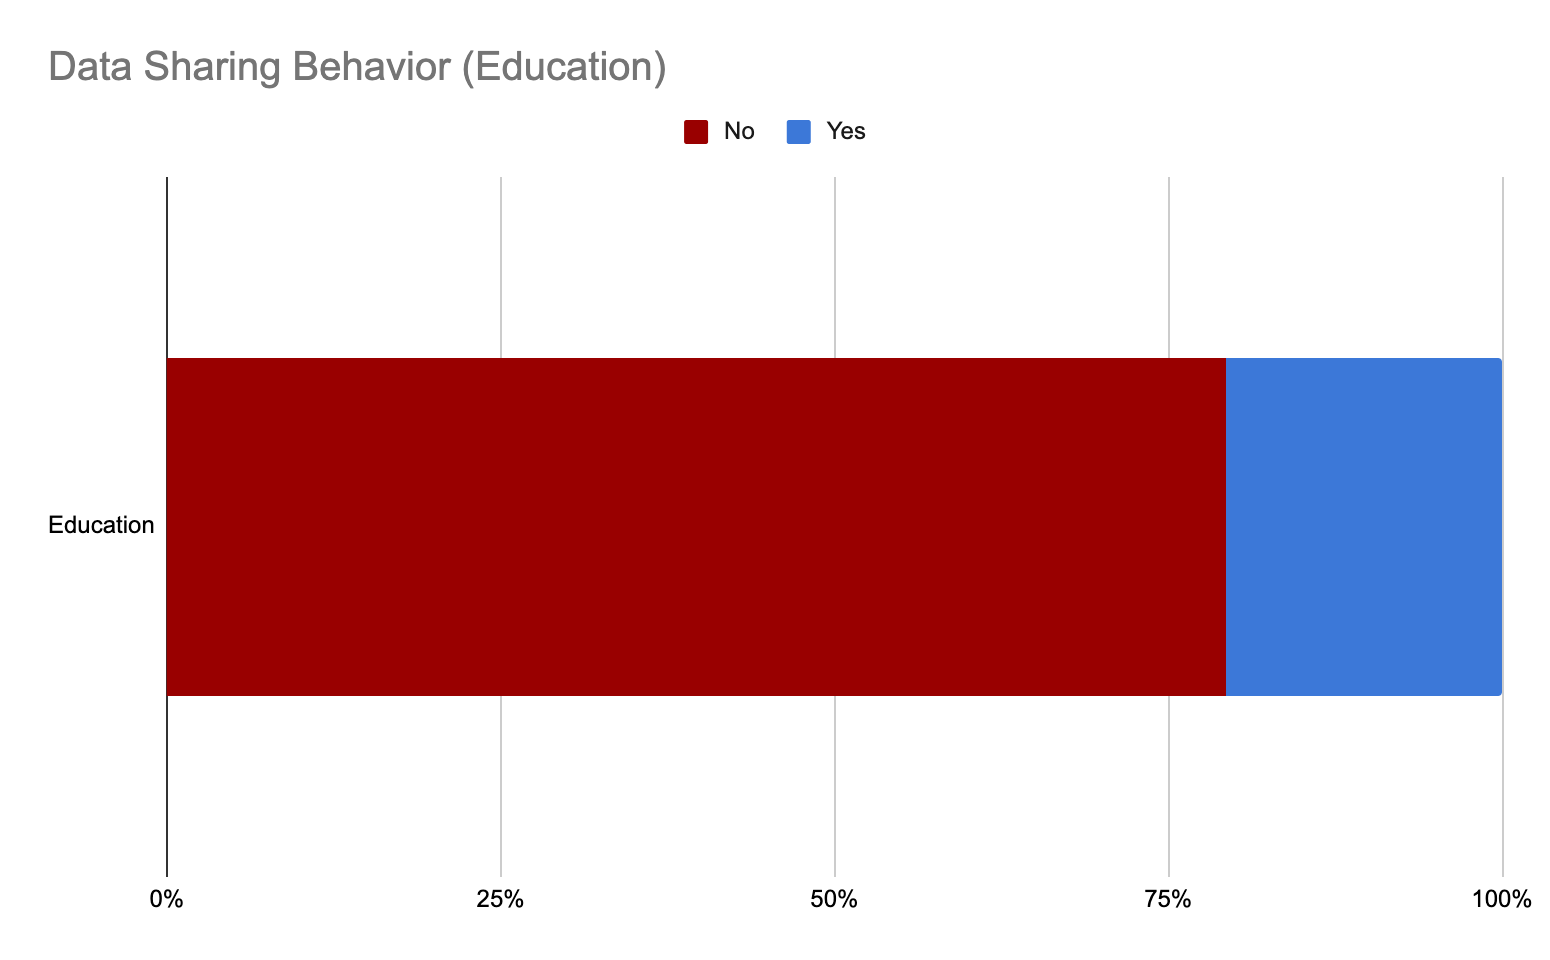 Data Sharing Behavior (Education)
No Yes
Education
0% 25% 50% 75% 100%